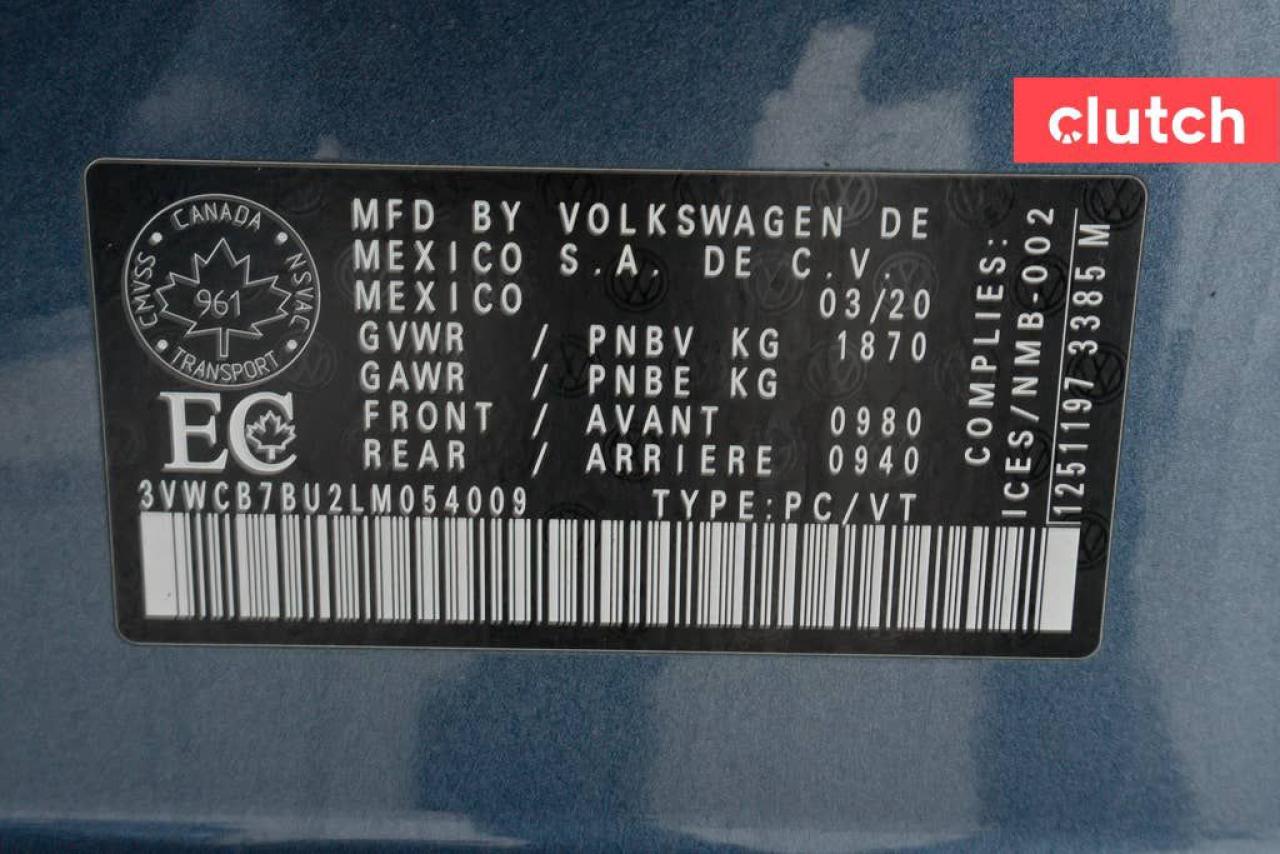 clutch
CANADA
CMVSS
NSVAC
961
TRANSPORT
EC
MFD BY VOLKSWAGEN DE
MEXICO S.A. DE C.V.
MEXICO 03/20
GVWR / PNBV KG 1870
GAWR / PNBE KG
FRONT / AVANT 0980
REAR / ARRIERE 0940
3VWCB7BU2LM054009 TYPE:PC/VT
COMPLIES:
ICES/NMB-002
1251197 3385 M